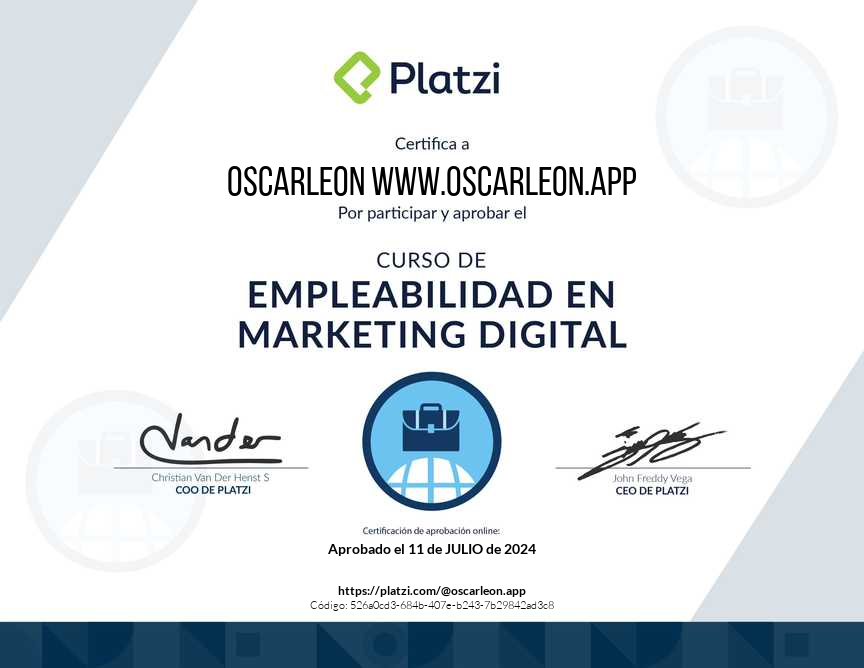 Platzi
Certifica a
OSCARLEON WWW.OSCARLEON.APP
Por participar y aprobar el
CURSO DE
EMPLEABILIDAD EN
MARKETING DIGITAL
Vander
Christian Van Der Henst S
COO DE PLATZI
John Freddy Vega
CEO DE PLATZI
Certificación de aprobación online:
Aprobado el 11 de JULIO de 2024
https://platzi.com/@oscarleon.app
Código: 526a0cd3-684b-407e-b243-7b29842ad3c8